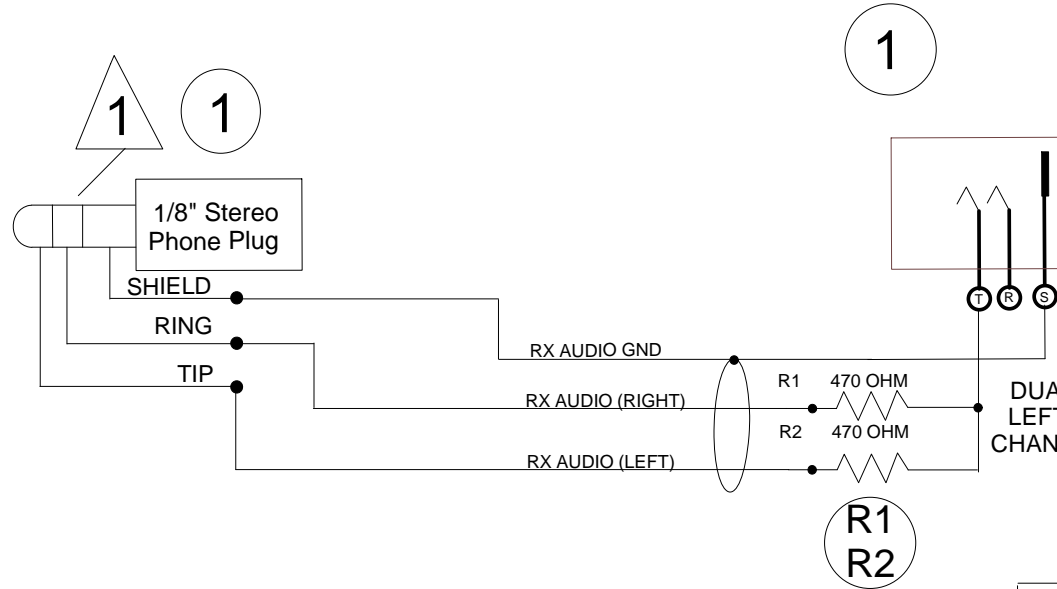 1
1
1
1/8" Stereo
Phone Plug
SHIELD
RING
TIP
T R S
RX AUDIO GND
R1 470 OHM
RX AUDIO (RIGHT)
R2 470 OHM
RX AUDIO (LEFT)
DUA
LEFT
CHAN
R1
R2